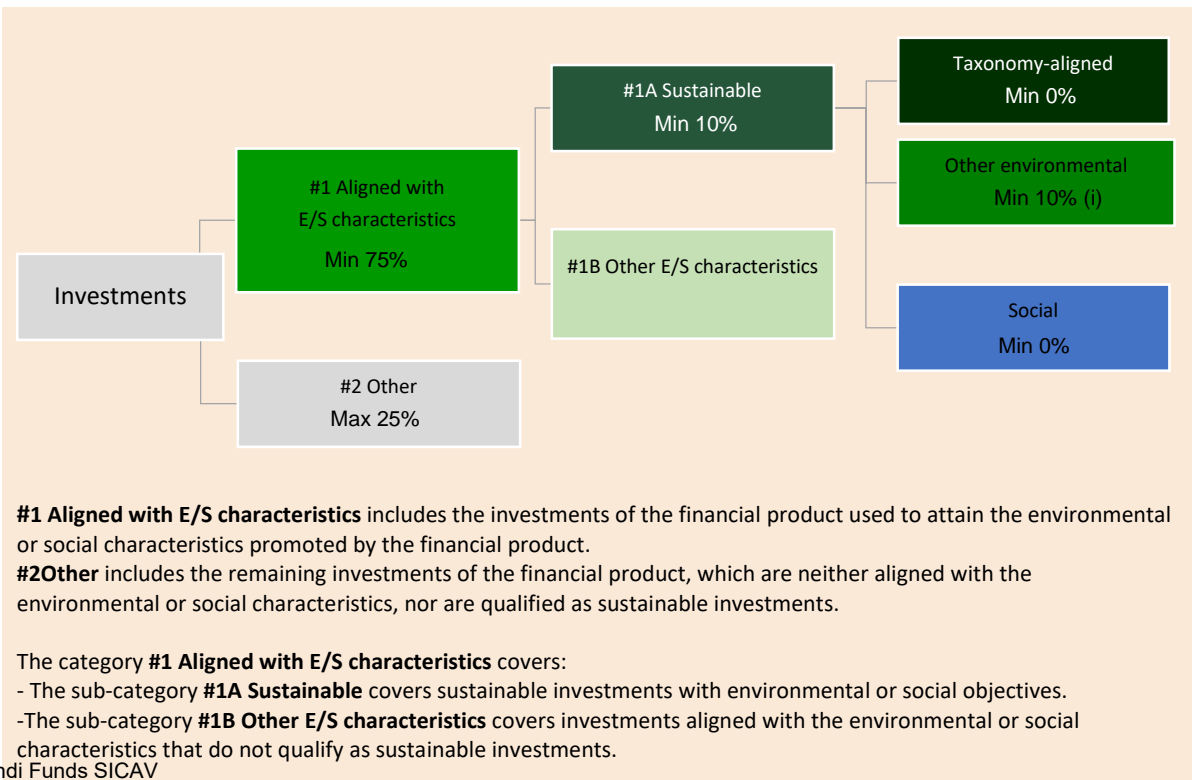 Taxonomy-aligned
Min 0%
#1A Sustainable
Min 10%
Other environmental
Min 10% (i)
#1 Aligned with
E/S characteristics
Min 75%
#1B Other E/S characteristics
Investments
Social
Min 0%
#2 Other
Max 25%
#1 Aligned with E/S characteristics includes the investments of the financial product used to attain the environmental
or social characteristics promoted by the financial product.
#2Other includes the remaining investments of the financial product, which are neither aligned with the
environmental or social characteristics, nor are qualified as sustainable investments.
The category #1 Aligned with E/S characteristics covers:
- The sub-category #1A Sustainable covers sustainable investments with environmental or social objectives.
-The sub-category #1B Other E/S characteristics covers investments aligned with the environmental or social
characteristics that do not qualify as sustainable investments.
ndi Funds SICAV